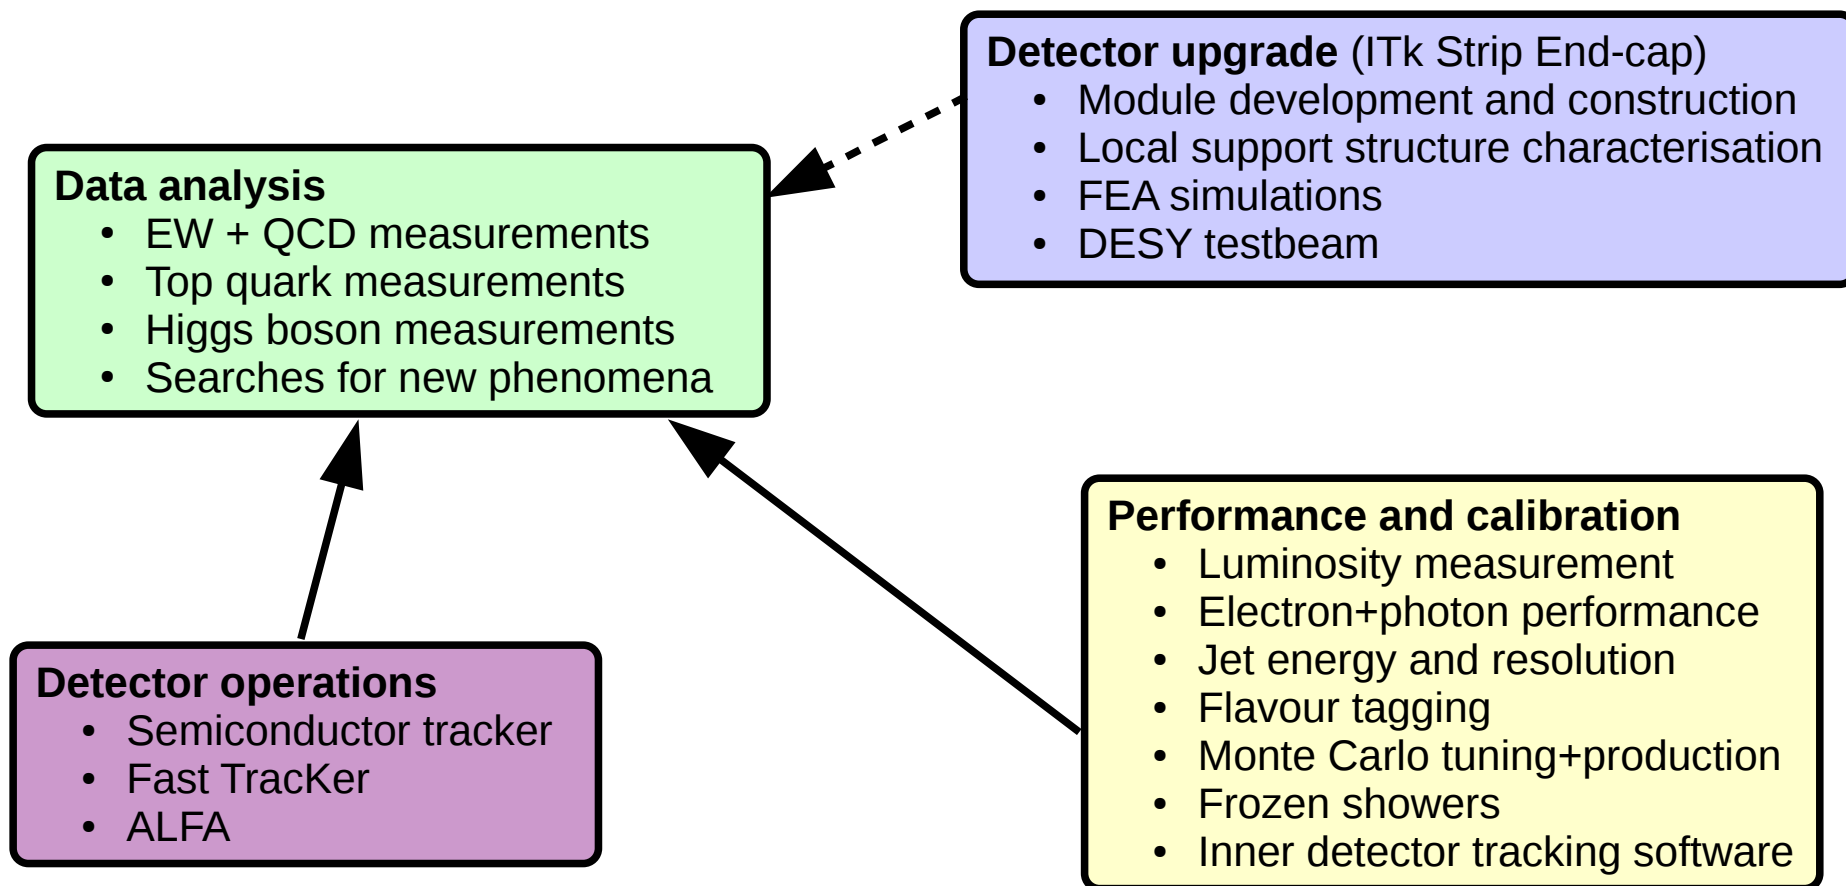 Detector upgrade (ITk Strip End-cap)
• Module development and construction
• Local support structure characterisation
• FEA simulations
• DESY testbeam
Data analysis
• EW + QCD measurements
• Top quark measurements
• Higgs boson measurements
• Searches for new phenomena
Performance and calibration
• Luminosity measurement
• Electron+photon performance
• Jet energy and resolution
• Flavour tagging
• Monte Carlo tuning+production
• Frozen showers
• Inner detector tracking software
Detector operations
• Semiconductor tracker
• Fast TracKer
• ALFA